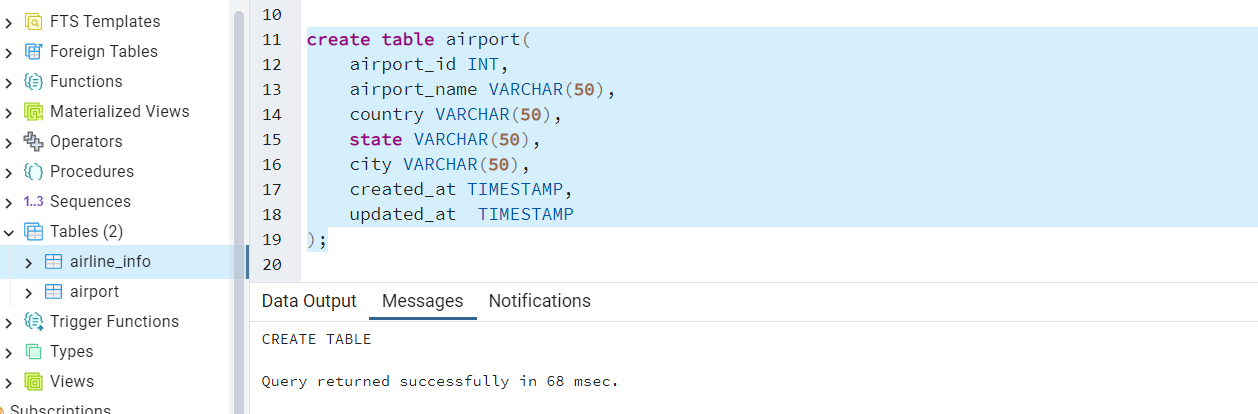 FTS Templates
Foreign Tables
Functions
Materialized Views
Operators
Procedures
1..3 Sequences
Tables (2)
airline_info
airport
Trigger Functions
Types
Views
Subscriptions
10
11 create table airport(
12 airport_id INT,
13 airport_name VARCHAR(50),
14 country VARCHAR(50),
15 state VARCHAR(50),
16 city VARCHAR(50),
17 created_at TIMESTAMP,
18 updated_at  TIMESTAMP
19 );
20
Data Output Messages Notifications
CREATE TABLE
Query returned successfully in 68 msec.